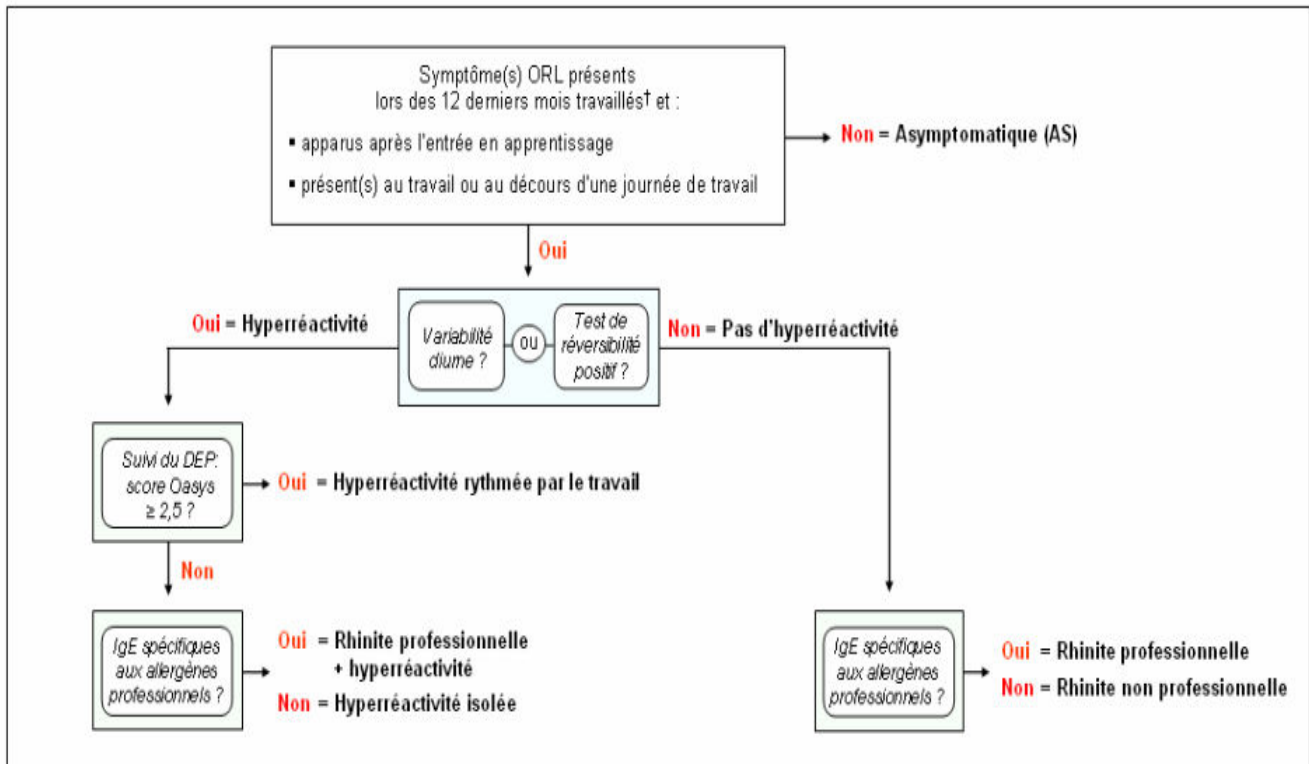 Symptôme(s) ORL présents
lors des 12 derniers mois travaillés† et :
▪ apparus après l'entrée en apprentissage
▪ présent(s) au travail ou au décours d'une journée de travail
Non = Asymptomatique (AS)
Oui
Oui = Hyperréactivité
Variabilité
diurne ?
ou
Test de
réversibilité
positif ?
Non = Pas d'hyperréactivité
Suivi du DEP:
score Oasys
≥ 2,5 ?
Oui = Hyperréactivité rythmée par le travail
Non
IgE spécifiques
aux allergènes
professionnels ?
Oui = Rhinite professionnelle
+ hyperréactivité
Non = Hyperréactivité isolée
IgE spécifiques
aux allergènes
professionnels ?
Oui = Rhinite professionnelle
Non = Rhinite non professionnelle